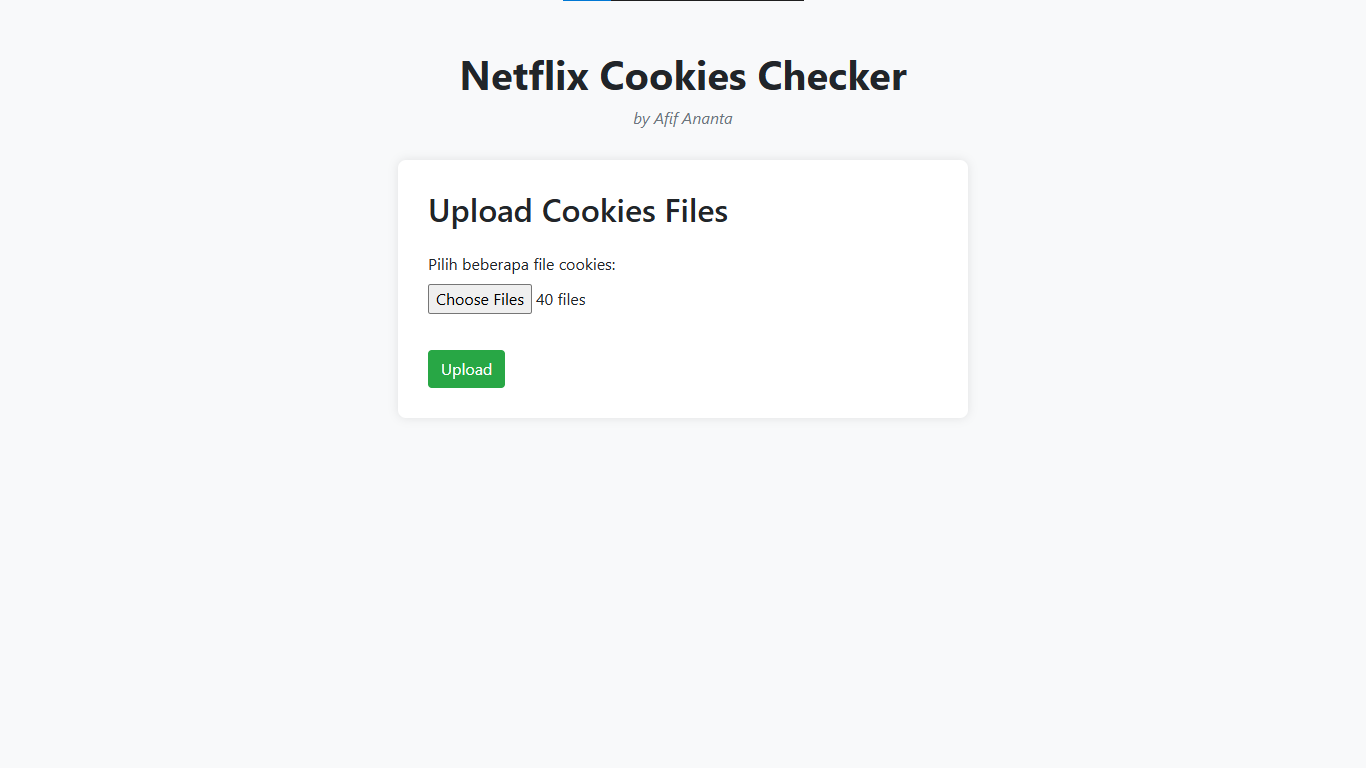 Netflix Cookies Checker
by Afif Ananta
Upload Cookies Files
Pilih beberapa file cookies:
Choose Files 40 files
Upload